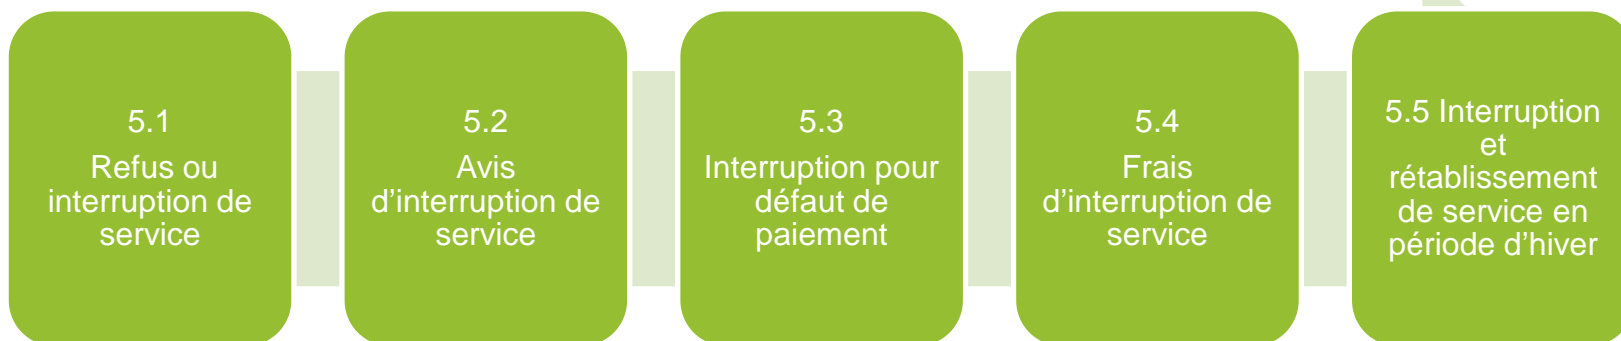 5.1
Refus ou
interruption de
service
5.2
Avis
d'interruption de
service
5.3
Interruption pour
défaut de
paiement
5.4
Frais
d'interruption de
service
5.5 Interruption
et
rétablissement
de service en
période d'hiver